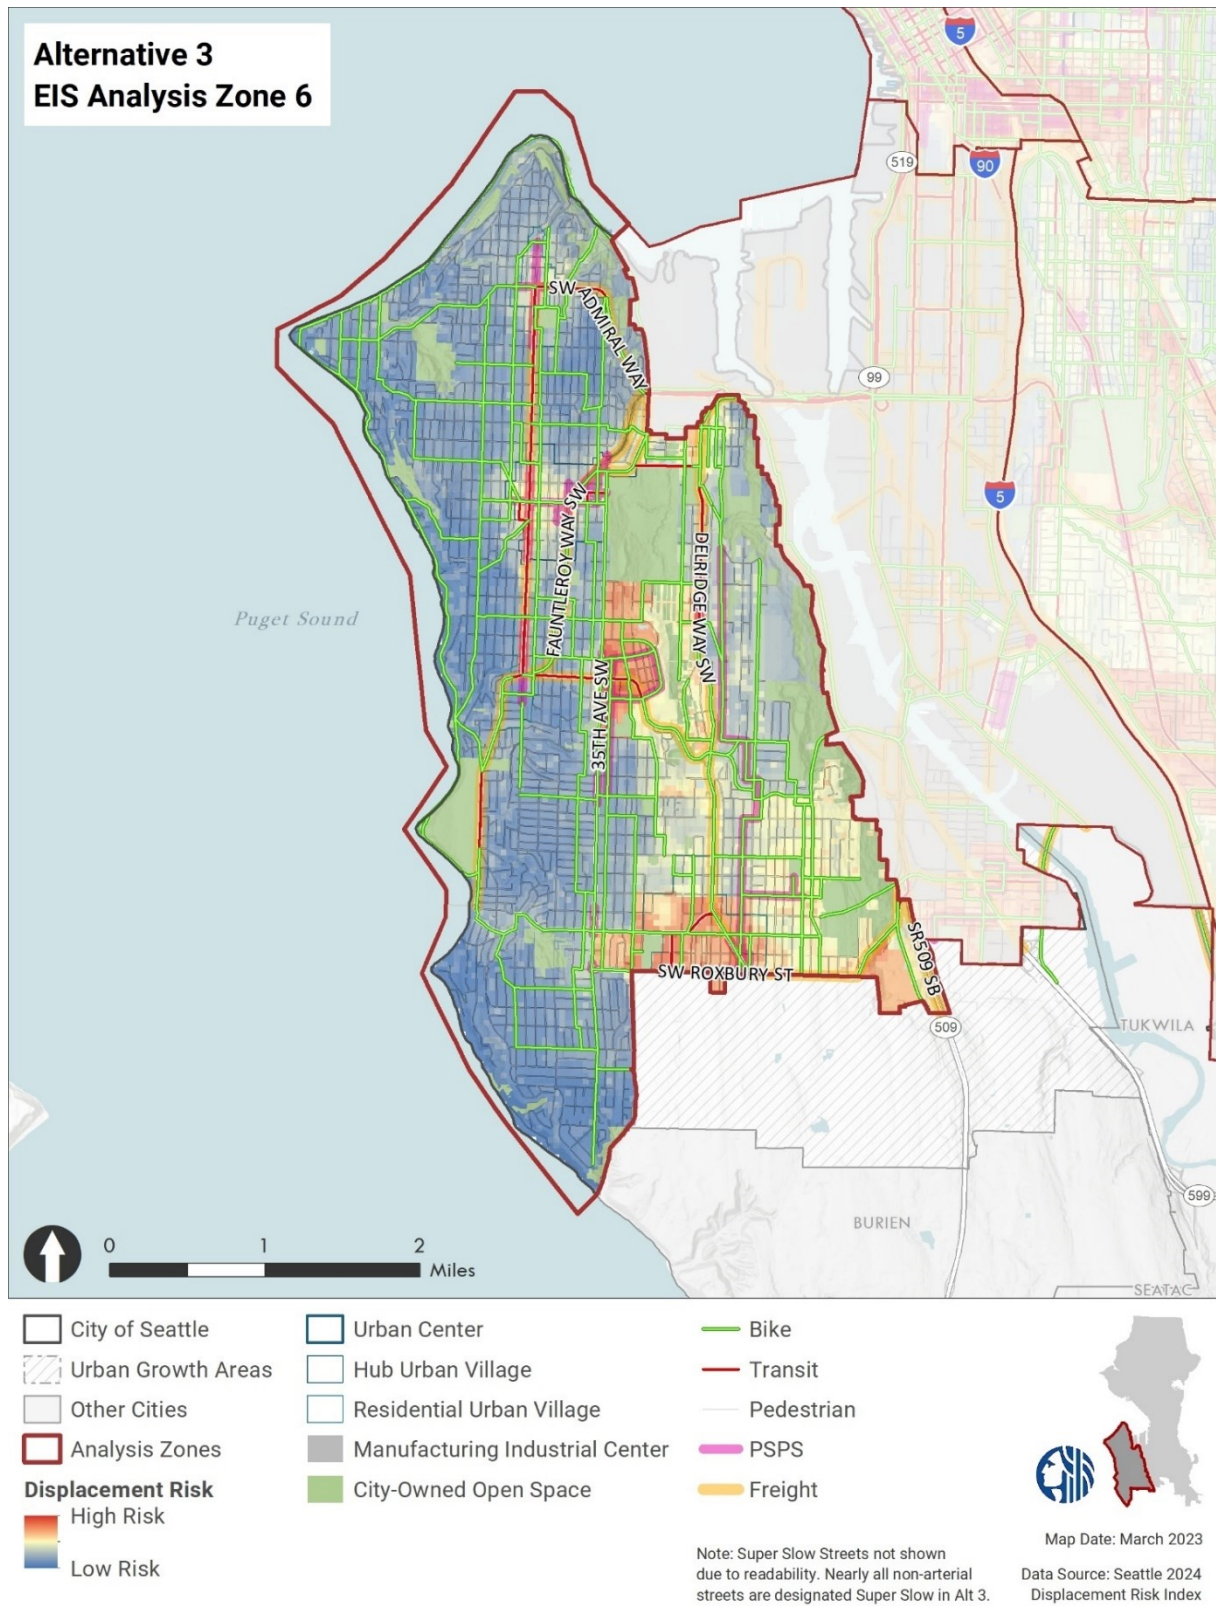 Alternative 3
EIS Analysis Zone 6
5
519
90
SW ADMIRAL WAY
99
5
FAUNTLEROY WAY SW
DELRIDGE WAY SW
Puget Sound
35TH AVE SW
SW ROXBURY ST
SR509 SB
509
TUKWILA
599
BURIEN
SEATAC
0 1 2
Miles
City of Seattle
Urban Growth Areas
Other Cities
Analysis Zones
Displacement Risk
High Risk
Low Risk
Urban Center
Hub Urban Village
Residential Urban Village
Manufacturing Industrial Center
City-Owned Open Space
Bike
Transit
Pedestrian
PSPS
Freight
Note: Super Slow Streets not shown
due to readability. Nearly all non-arterial
streets are designated Super Slow in Alt 3.
Map Date: March 2023
Data Source: Seattle 2024
Displacement Risk Index